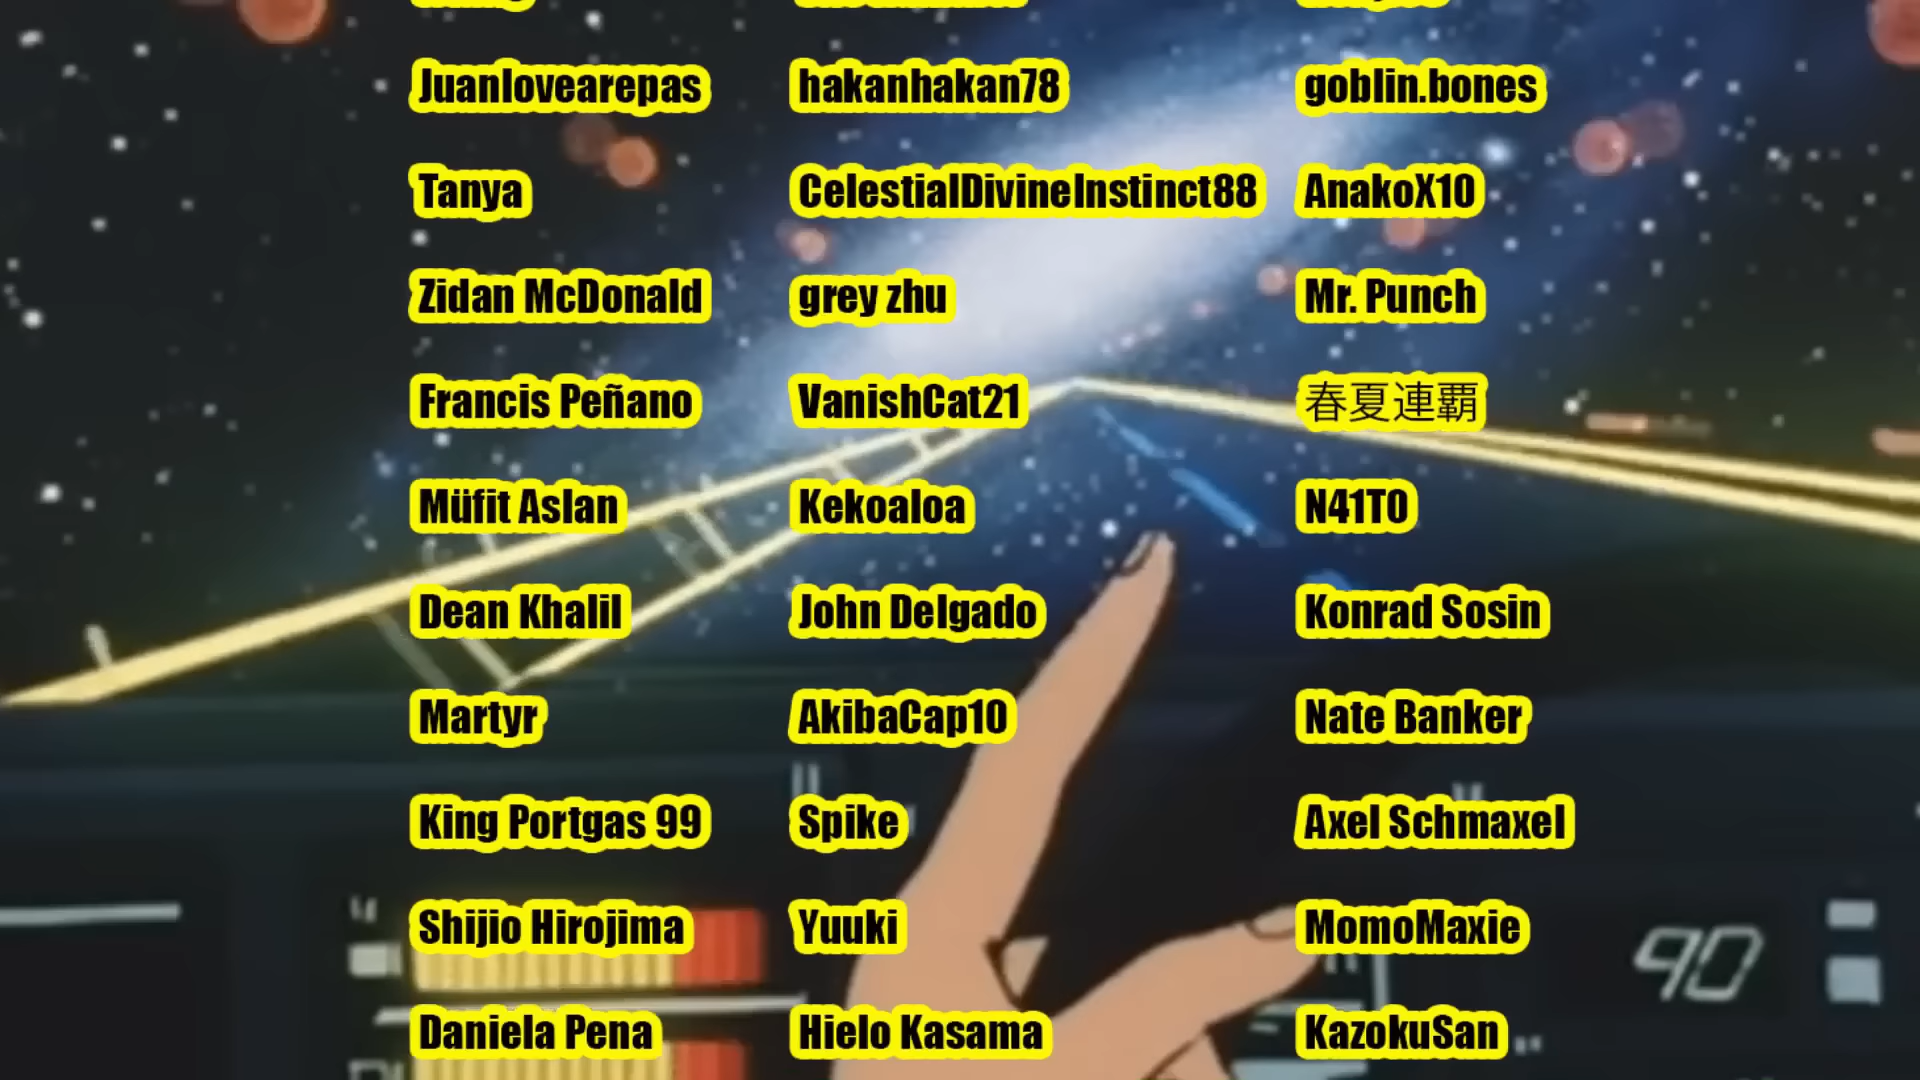 Juanlovearepas
hakanhakan78
goblin.bones
Tanya
CelestialDivineInstinct88
AnakoX10
Zidan McDonald
grey zhu
Mr. Punch
Francis Peñano
VanishCat21
春夏連覇
Müfit Aslan
Kekoaloa
N41T0
Dean Khalil
John Delgado
Konrad Sosin
Martyr
AkibaCap10
Nate Banker
King Portgas 99
Spike
Axel Schmaxel
Shijio Hirojima
Yuuki
MomoMaxie
90
Daniela Pena
Hielo Kasama
KazokuSan